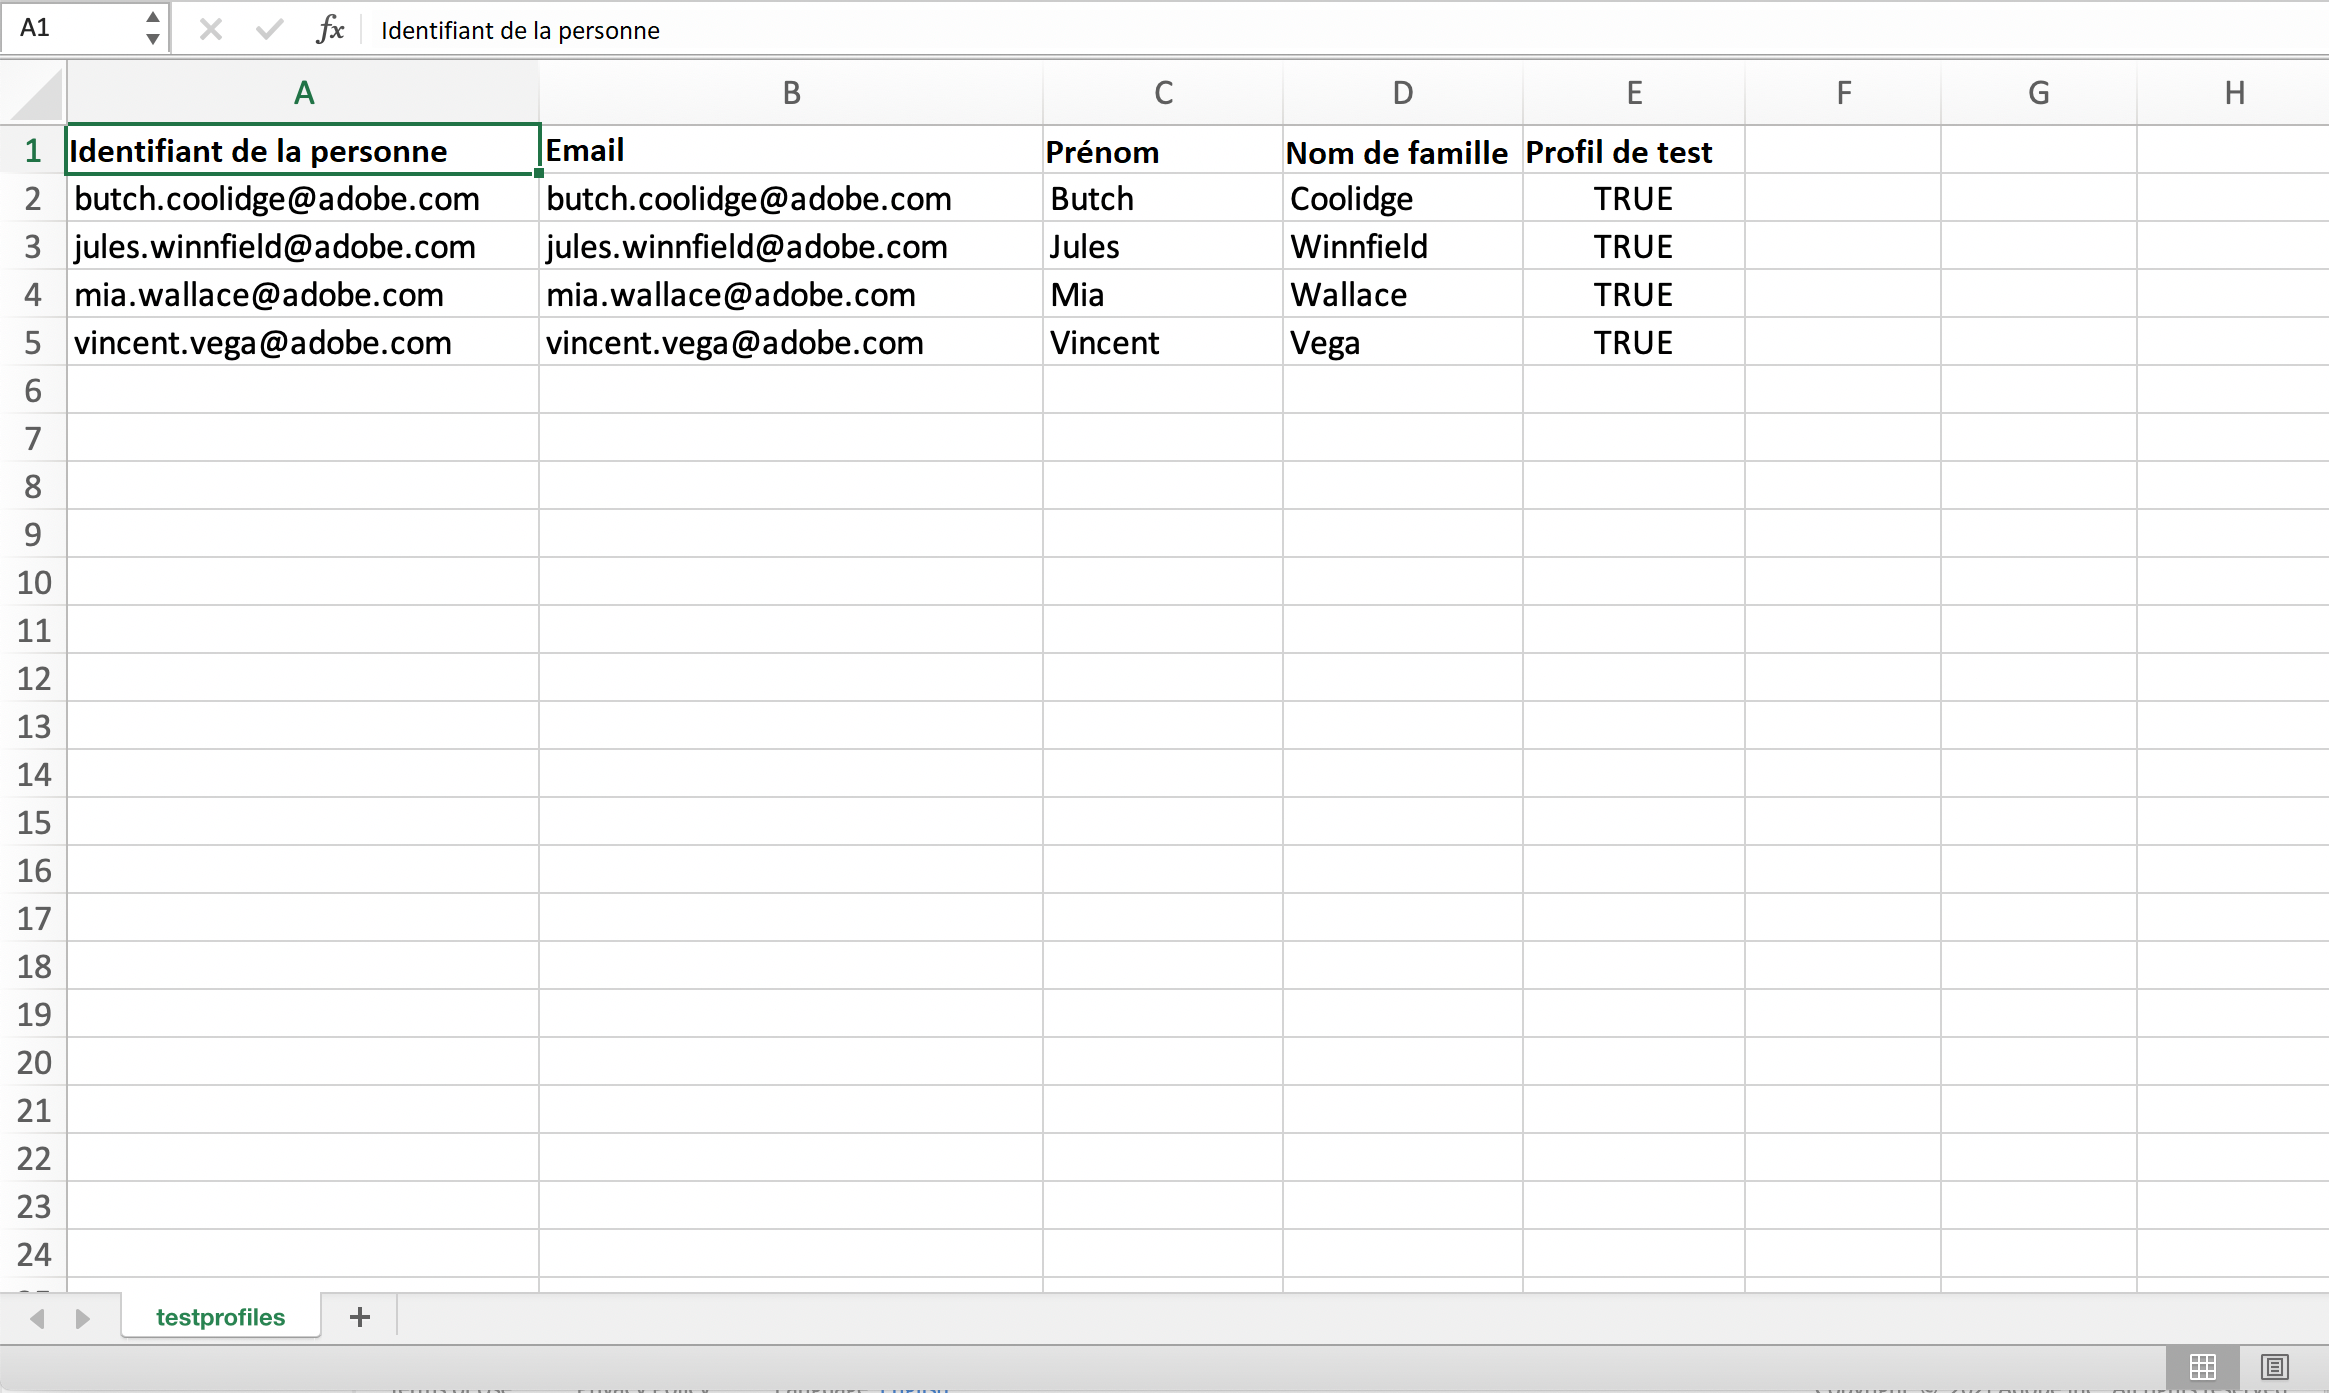 A1 fx Identifiant de la personne
A B C D E F G H
1 Identifiant de la personne Email Prénom Nom de famille Profil de test
2 butch.coolidge@adobe.com butch.coolidge@adobe.com Butch Coolidge TRUE
3 jules.winnfield@adobe.com jules.winnfield@adobe.com Jules Winnfield TRUE
4 mia.wallace@adobe.com mia.wallace@adobe.com Mia Wallace TRUE
5 vincent.vega@adobe.com vincent.vega@adobe.com Vincent Vega TRUE
6
7
8
9
10
11
12
13
14
15
16
17
18
19
20
21
22
23
24
testprofiles +